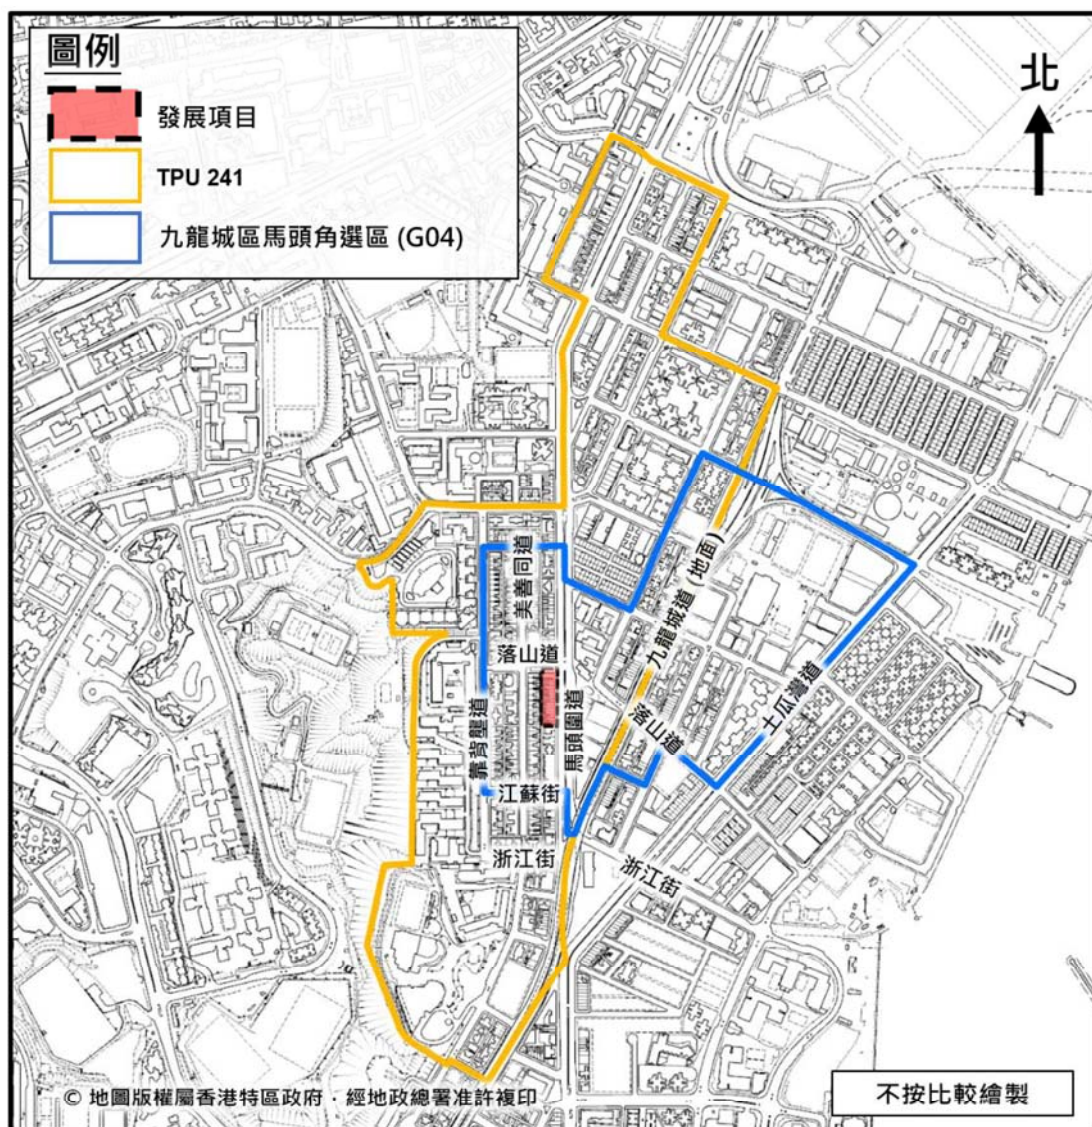 圖例
發展項目
TPU 241
九龍城區馬頭角選區 (G04)
北
美善同道
九龍城道 (地面)
落山道
靠背壟道
馬頭圍道
落山道
土瓜灣道
江蘇街
浙江街
浙江街
© 地圖版權屬香港特區政府．經地政總署准許複印
不按比較繪製